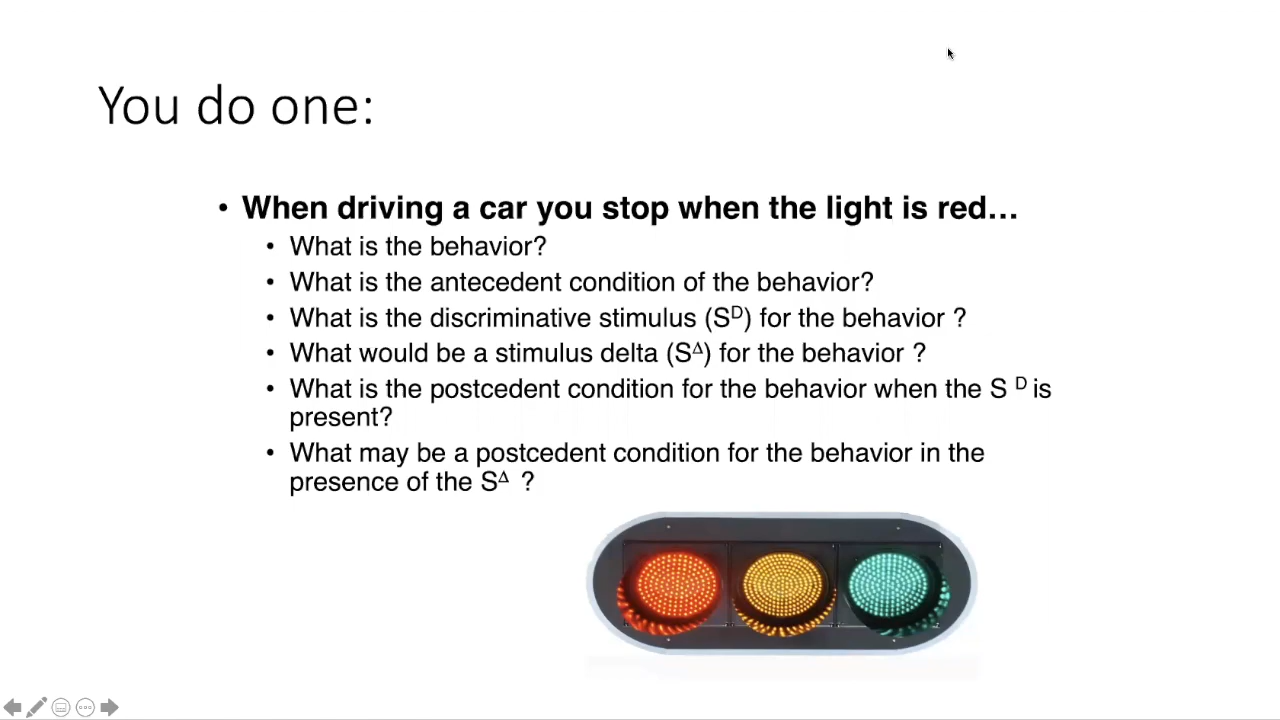 You do one:
• When driving a car you stop when the light is red…
• What is the behavior?
• What is the antecedent condition of the behavior?
• What is the discriminative stimulus (Sᴰ) for the behavior ?
• What would be a stimulus delta (S^Δ) for the behavior ?
• What is the postcedent condition for the behavior when the S ᴰ is
present?
• What may be a postcedent condition for the behavior in the
presence of the S^Δ ?